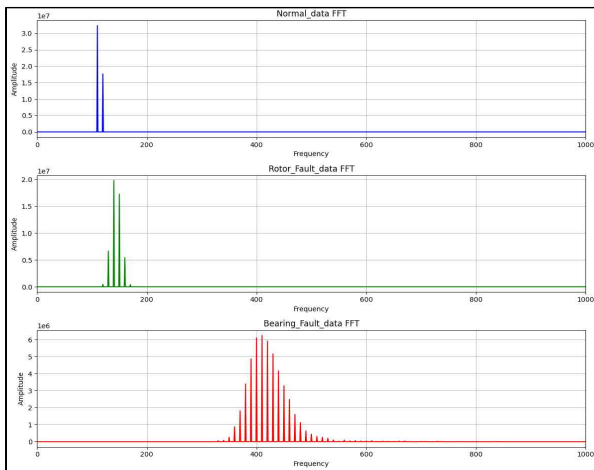 Normal_data FFT
1e7
3.0
2.5
2.0
1.5
1.0
0.5
0.0
Amplitude
0 200 400 600 800 1000
Frequency
Rotor_Fault_data FFT
1e7
2.0
1.5
1.0
0.5
0.0
Amplitude
0 200 400 600 800 1000
Frequency
Bearing_Fault_data FFT
1e6
6
5
4
3
2
1
0
Amplitude
0 200 400 600 800 1000
Frequency